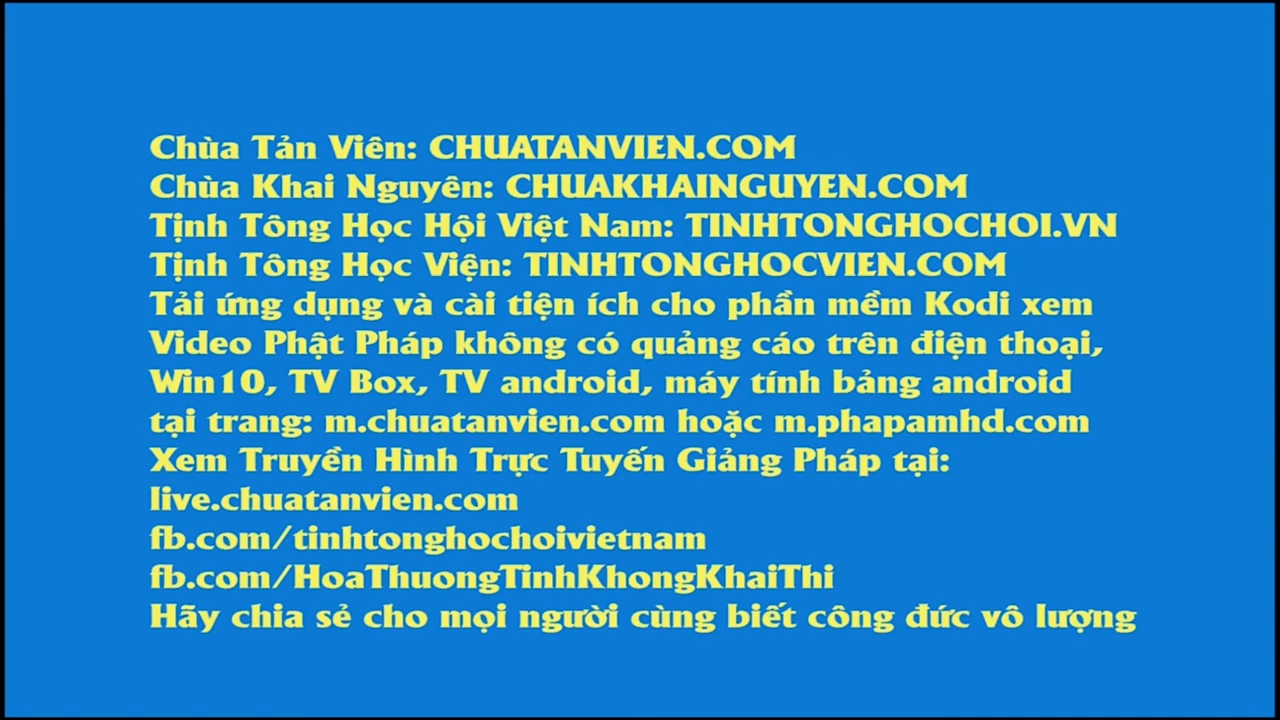 Chùa Tản Viên: CHUATANVIEN.COM
Chùa Khai Nguyên: CHUAKHAINGUYEN.COM
Tịnh Tông Học Hội Việt Nam: TINHTONGHOCHOI.VN
Tịnh Tông Học Viện: TINHTONGHOCVIEN.COM
Tải ứng dụng và cài tiện ích cho phần mềm Kodi xem
Video Phật Pháp không có quảng cáo trên điện thoại,
Win10, TV Box, TV android, máy tính bảng android
tại trang: m.chuatanvien.com hoặc m.phapamhd.com
Xem Truyền Hình Trực Tuyến Giảng Pháp tại:
live.chuatanvien.com
fb.com/tinhtonghochoivietnam
fb.com/HoaThuongTinhKhongKhaiThi
Hãy chia sẻ cho mọi người cùng biết công đức vô lượng